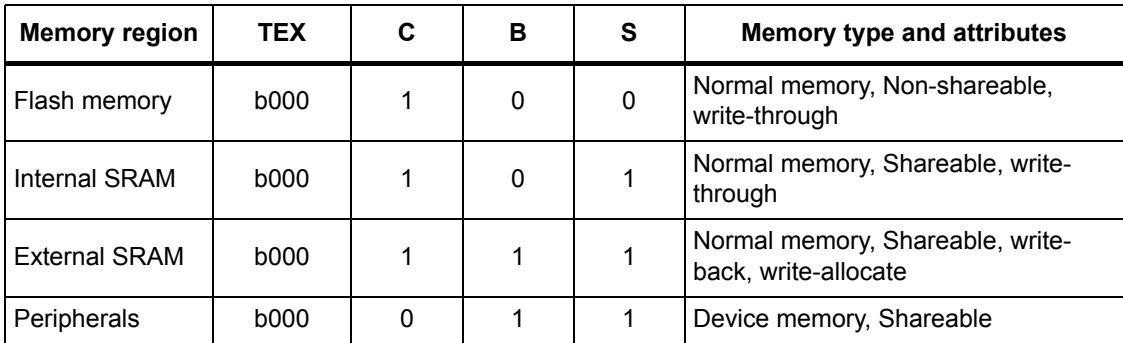 Memory region TEX C B S Memory type and attributes
Flash memory b000 1 0 0 Normal memory, Non-shareable,
write-through
Internal SRAM b000 1 0 1 Normal memory, Shareable, write-
through
External SRAM b000 1 1 1 Normal memory, Shareable, write-
back, write-allocate
Peripherals b000 0 1 1 Device memory, Shareable